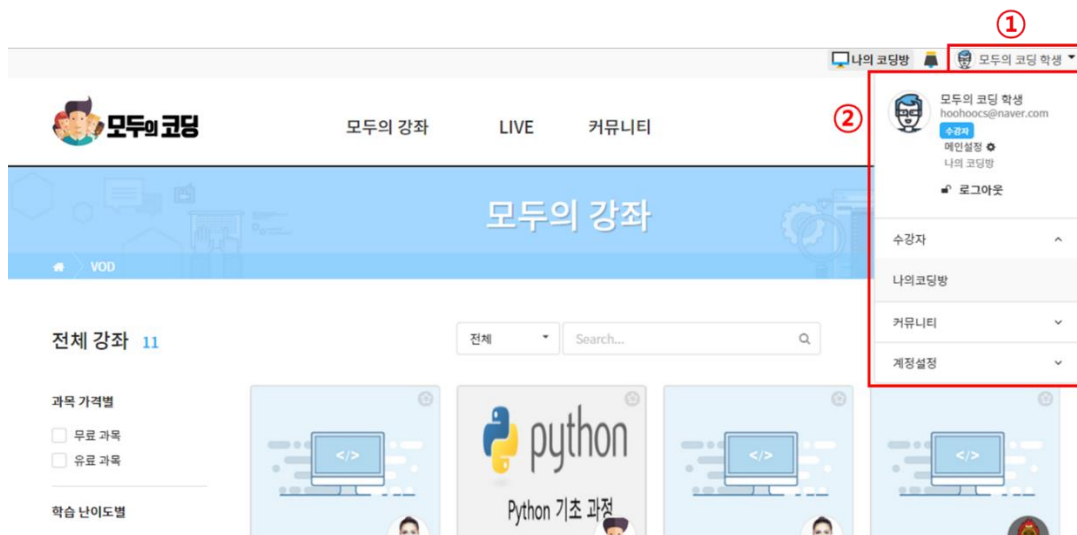 ①
나의 코딩방 모두의 코딩 학생
모두의 코딩
모두의 강좌 LIVE 커뮤니티
②
모두의 코딩 학생
hoohoocs@naver.com
수강자
메인설정
나의 코딩방
로그아웃
수강자
나의코딩방
커뮤니티
계정설정
모두의 강좌
VOD
전체 강좌 11
전체 Search...
과목 가격별
무료 과목
유료 과목
학습 난이도별
</>
python
Python 기초 과정
</>
</>